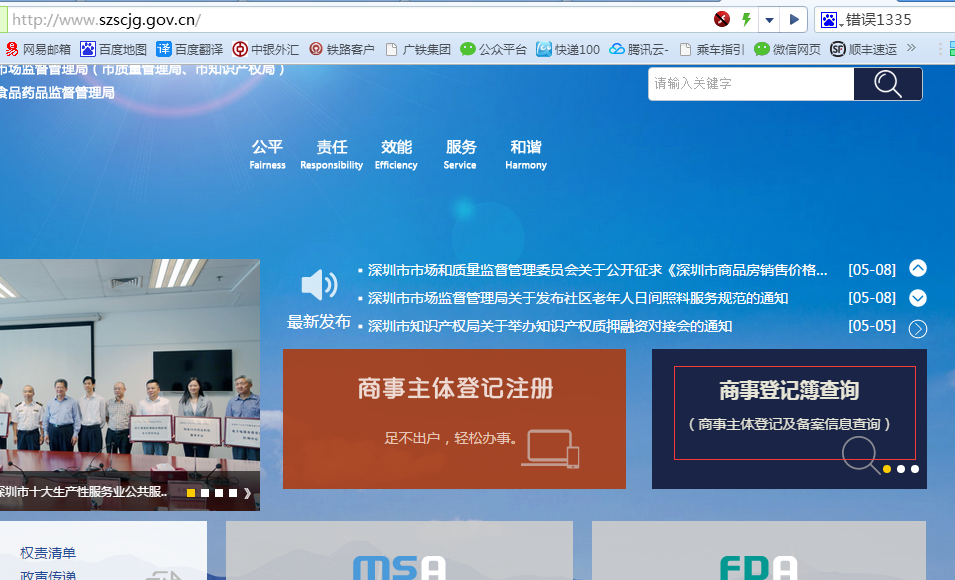 http://www.szscjg.gov.cn/
错误1335
网易邮箱 百度地图 百度翻译 中银外汇 铁路客户 广铁集团 公众平台 快递100 腾讯云- 乘车指引 微信网页 顺丰速运 »
市场监督管理局（市质量管理局、市知识产权局）
食品药品监督管理局
请输入关键字
公平 责任 效能 服务 和谐
Fairness Responsibility Efficiency Service Harmony
最新发布
深圳市市场和质量监督管理委员会关于公开征求《深圳市商品房销售价格... [05-08]
深圳市市场监督管理局关于发布社区老年人日间照料服务规范的通知 [05-08]
深圳市知识产权局关于举办知识产权质押融资对接会的通知 [05-05]
商事主体登记注册
足不出户，轻松办事。
商事登记簿查询
（商事主体登记及备案信息查询）
深圳市十大生产性服务业公共服..
权责清单
政声传递
MSA
FDA